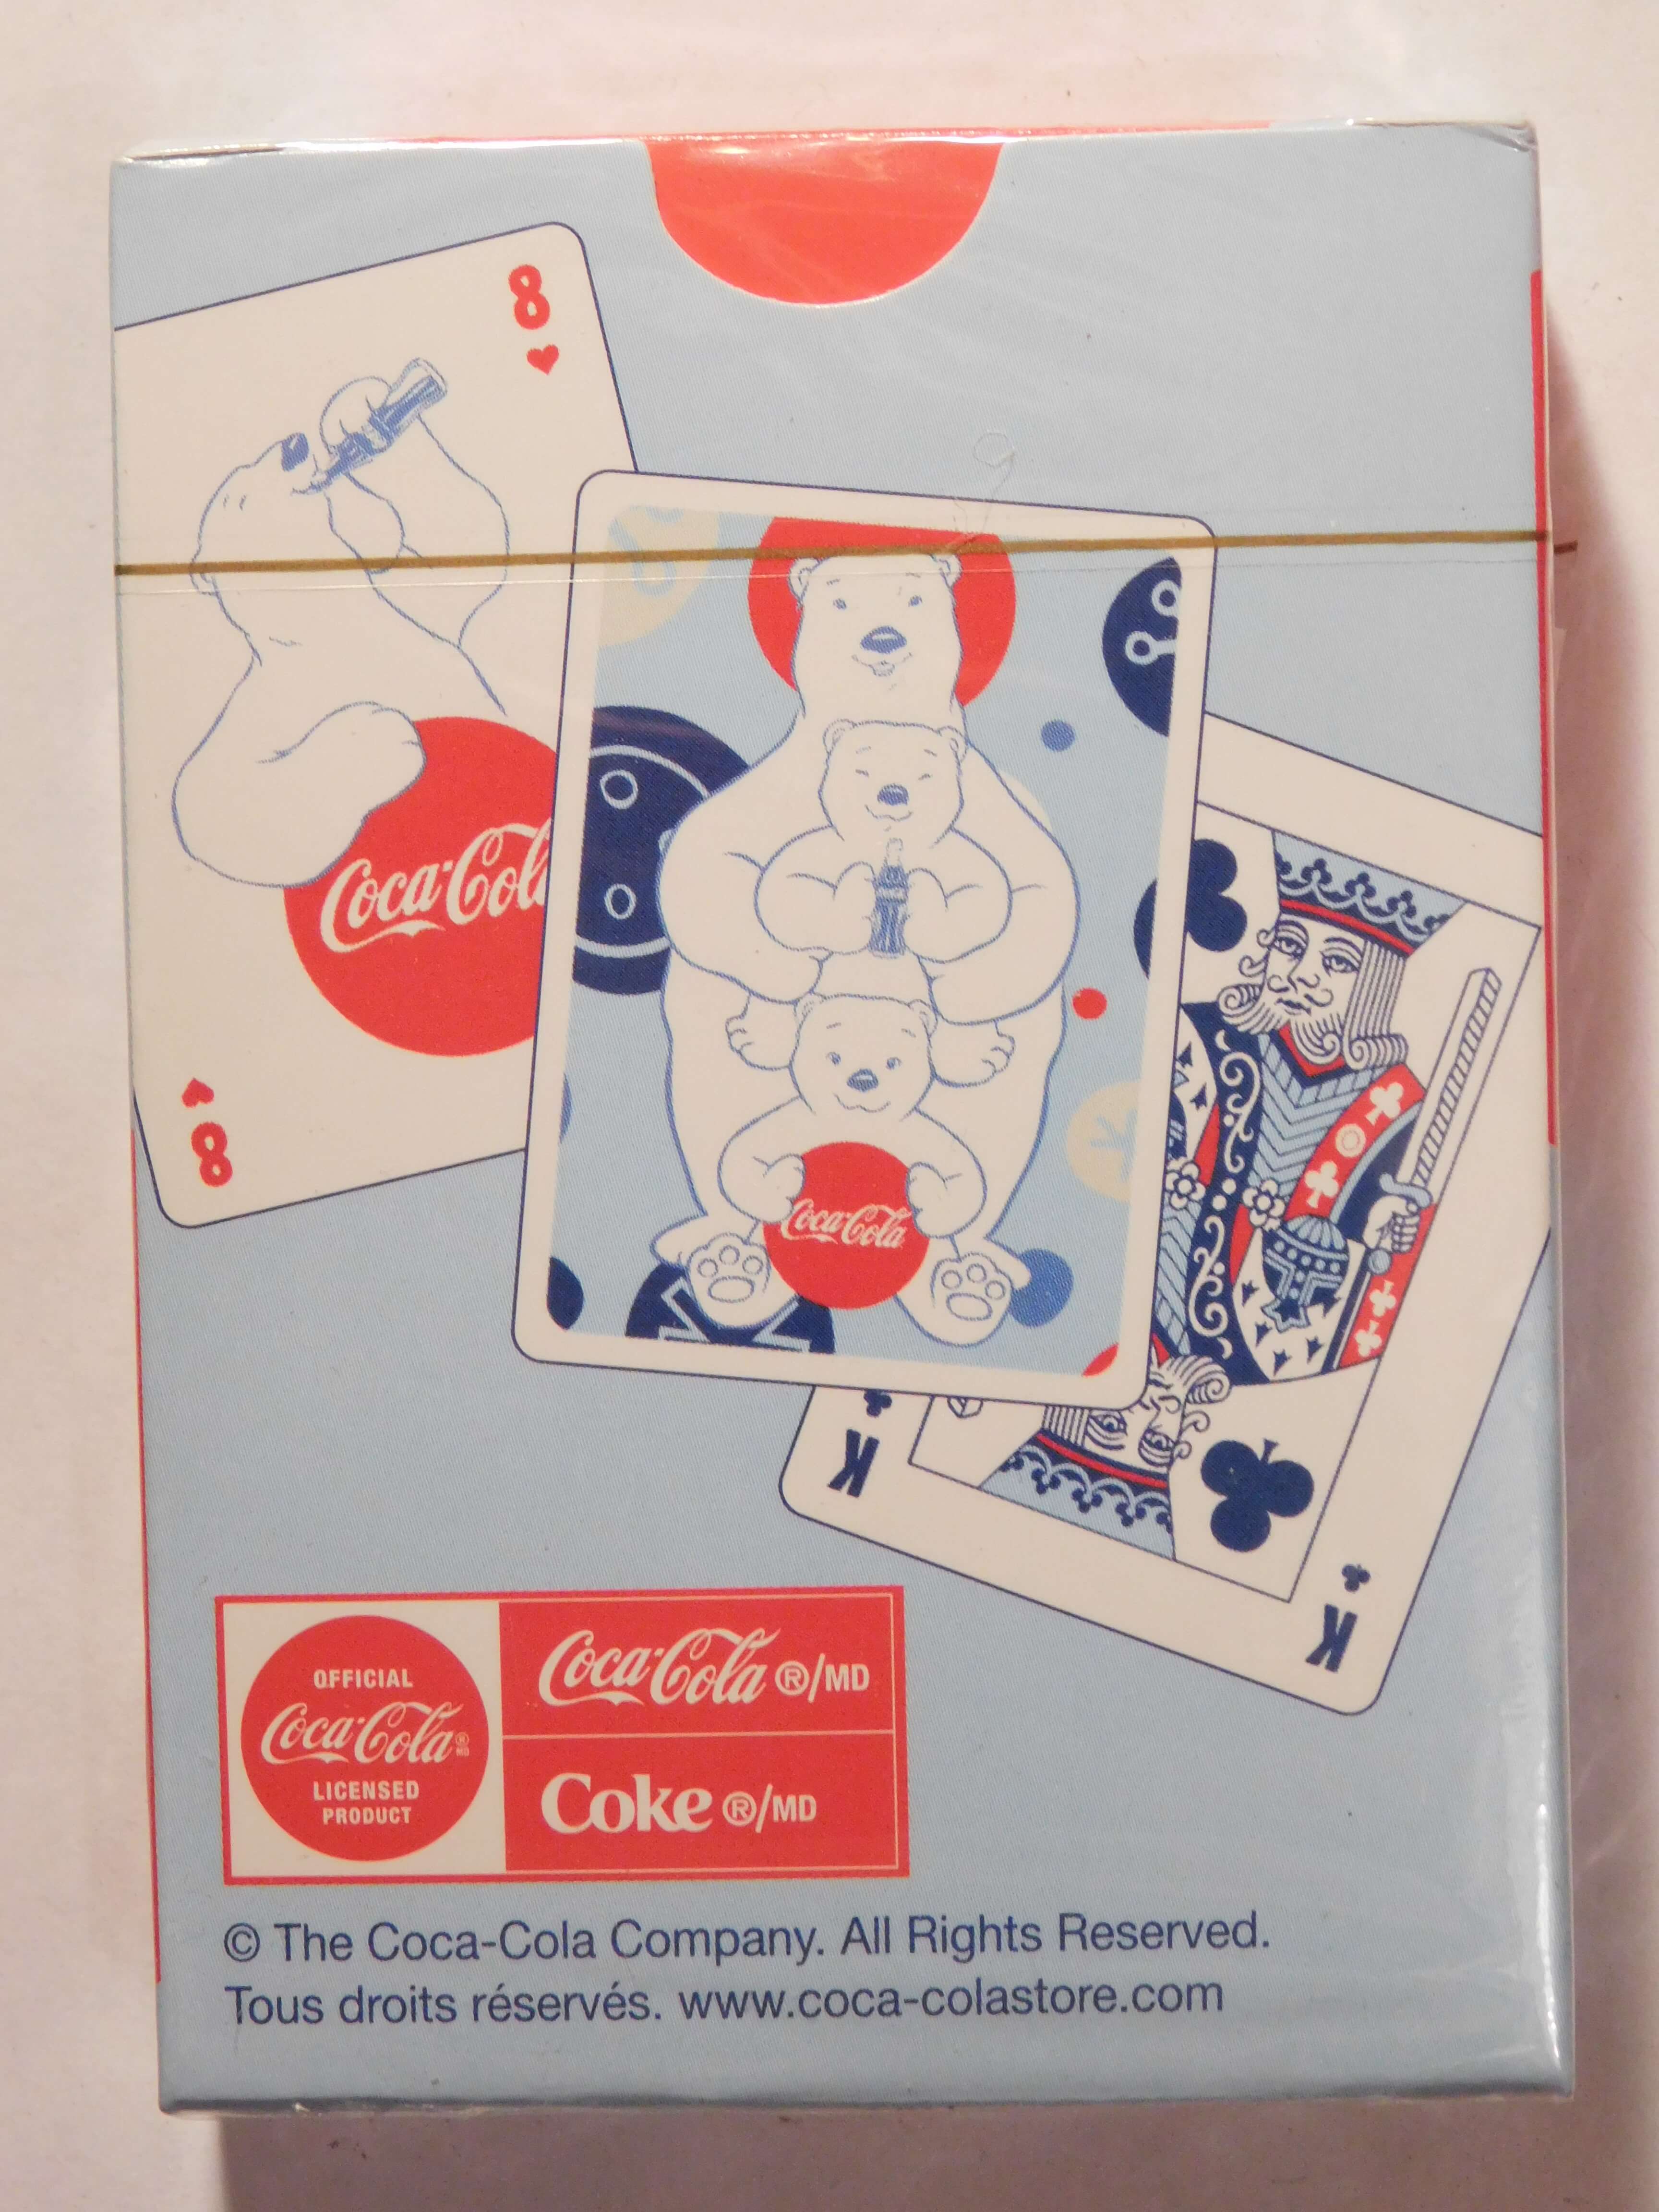 8
Coca-Cola
8
Coca-Cola
K
K
OFFICIAL
Coca-Cola®
MD
LICENSED
PRODUCT
Coca-Cola ®/MD
Coke ®/MD
© The Coca-Cola Company. All Rights Reserved.
Tous droits réservés. www.coca-colastore.com